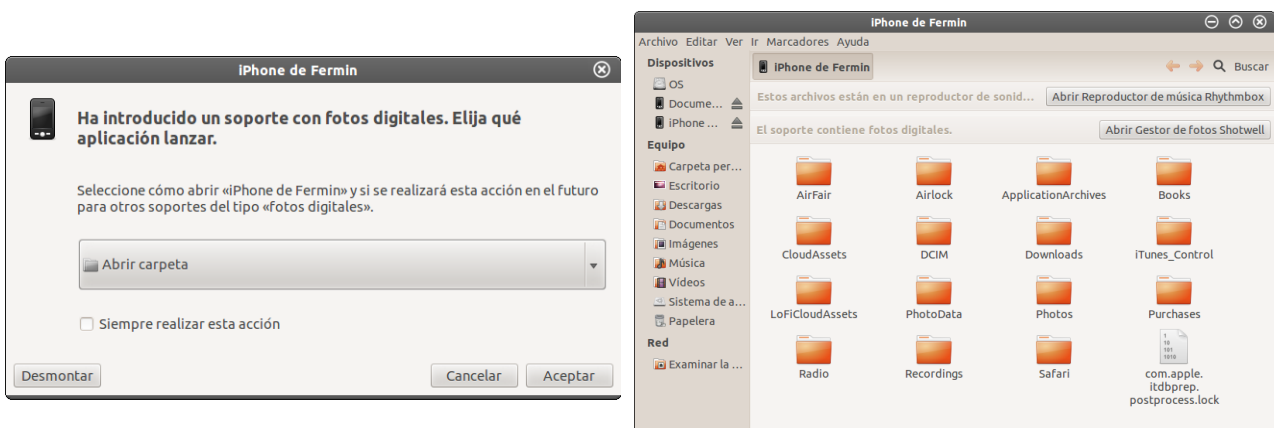 iPhone de Fermin
Ha introducido un soporte con fotos digitales. Elija qué
aplicación lanzar.
Seleccione cómo abrir «iPhone de Fermin» y si se realizará esta acción en el futuro
para otros soportes del tipo «fotos digitales».
Abrir carpeta
Siempre realizar esta acción
Desmontar
Cancelar
Aceptar
iPhone de Fermin
Archivo Editar Ver Ir Marcadores Ayuda
Dispositivos
OS
Docume...
iPhone ...
Equipo
Carpeta per...
Escritorio
Descargas
Documentos
Imágenes
Música
Vídeos
Sistema de a...
Papelera
Red
Examinar la ...
iPhone de Fermin
Buscar
Estos archivos están en un reproductor de sonid...
Abrir Reproductor de música Rhythmbox
El soporte contiene fotos digitales.
Abrir Gestor de fotos Shotwell
AirFair
Airlock
ApplicationArchives
Books
CloudAssets
DCIM
Downloads
iTunes_Control
LoFiCloudAssets
PhotoData
Photos
Purchases
Radio
Recordings
Safari
1
10
101
1010
com.apple.
itdbprep.
postprocess.lock